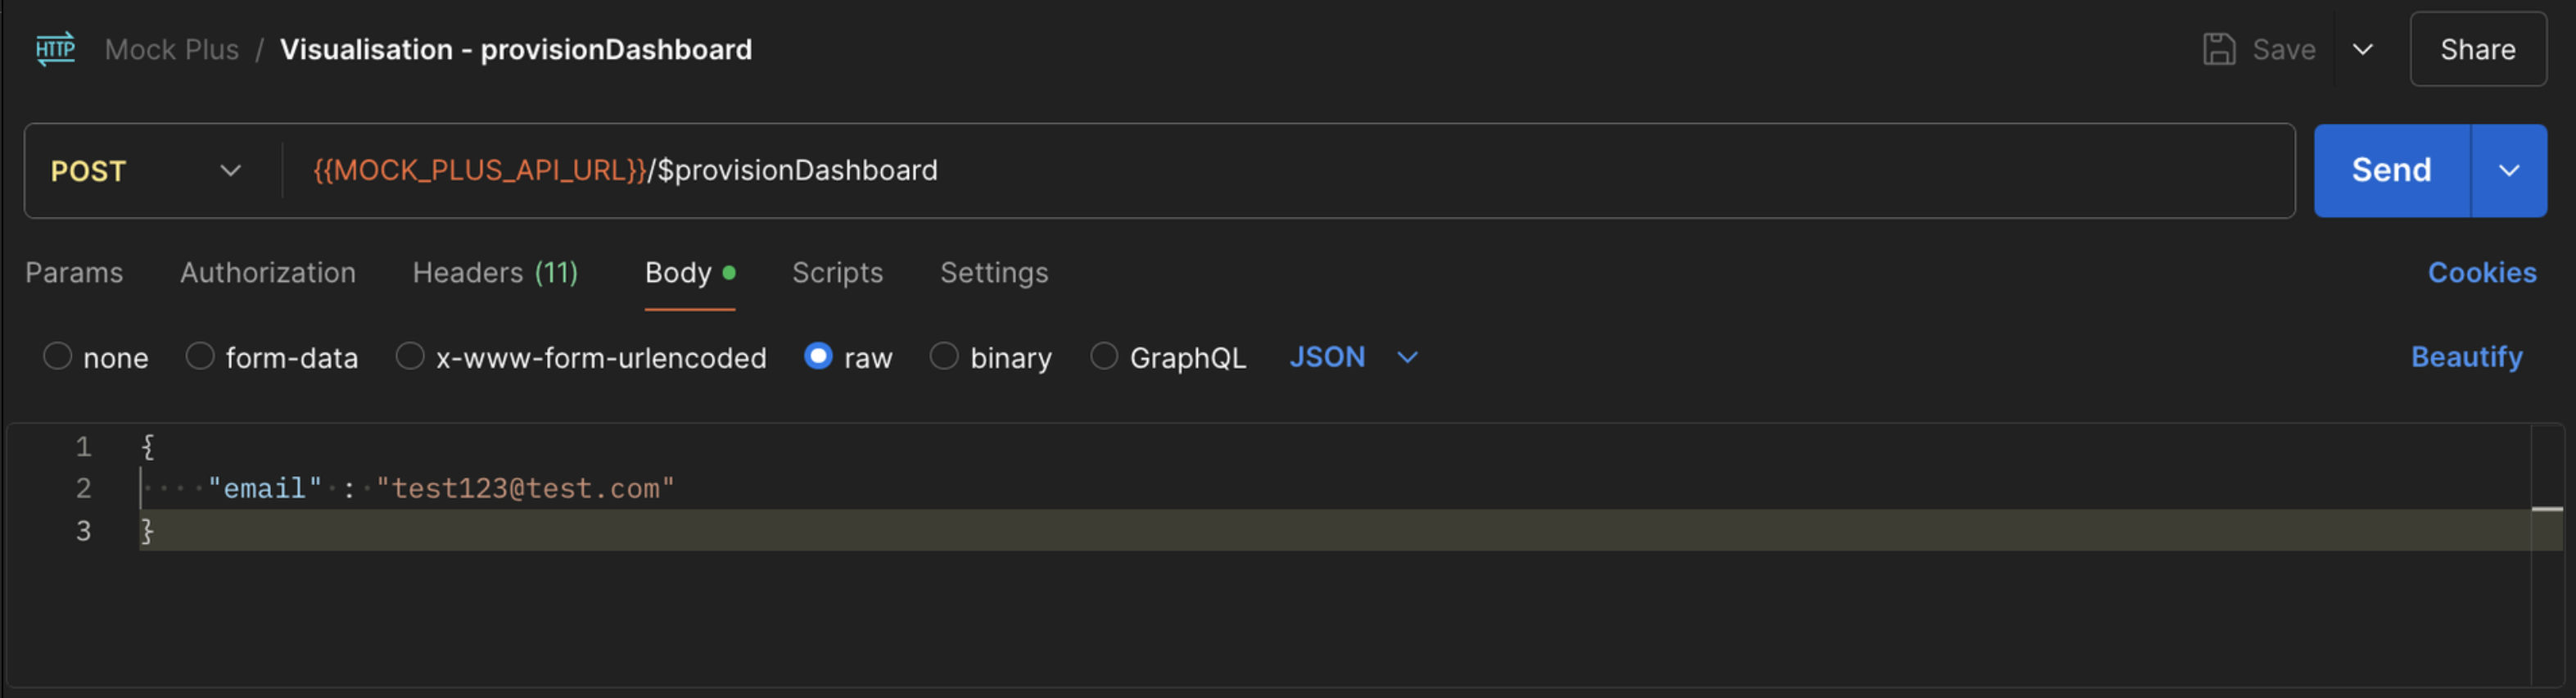 HTTP Mock Plus / Visualisation - provisionDashboard Save Share
POST {{MOCK_PLUS_API_URL}}/$provisionDashboard Send
Params Authorization Headers (11) Body Scripts Settings Cookies
none form-data x-www-form-urlencoded raw binary GraphQL JSON Beautify
1 {
2 "email" : "test123@test.com"
3 }